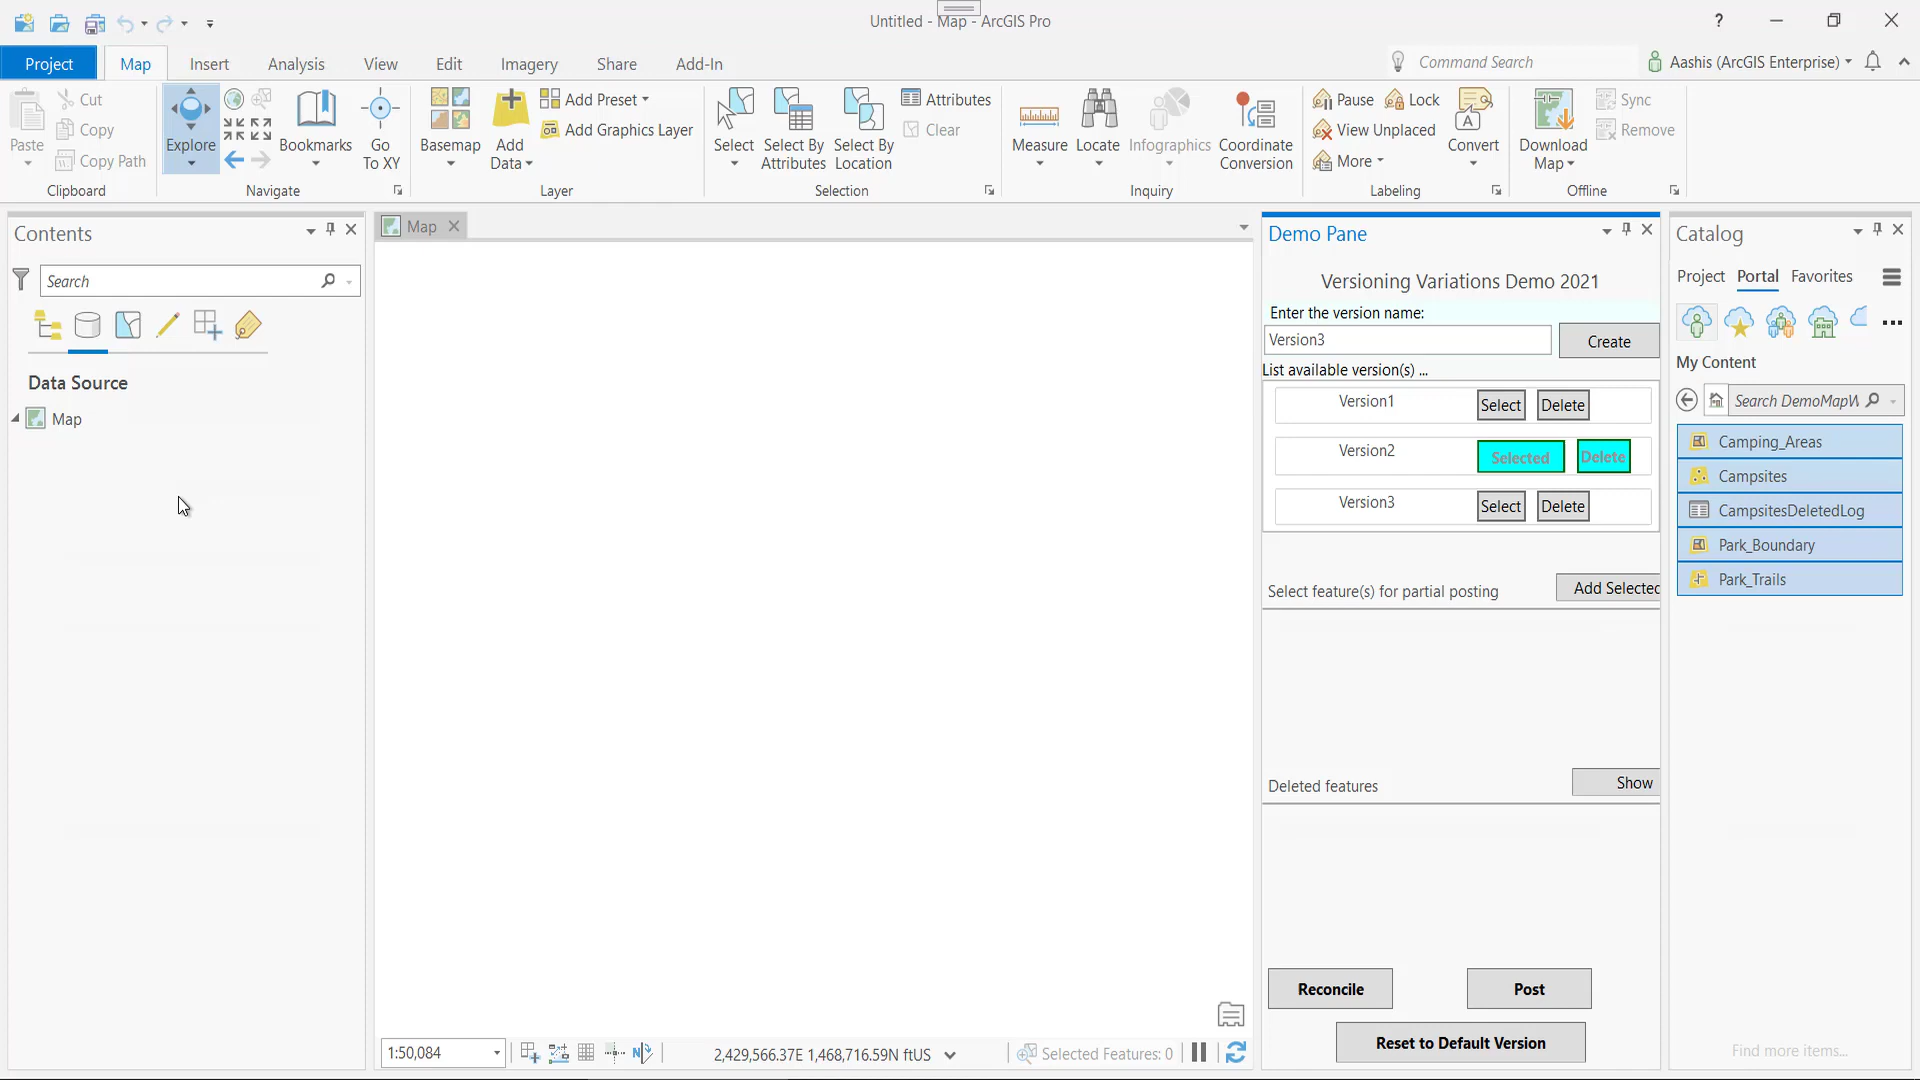 Untitled - Map - ArcGIS Pro
?
Project
Map
Insert
Analysis
View
Edit
Imagery
Share
Add-In
Command Search
Aashis (ArcGIS Enterprise)
Paste
Cut
Copy
Copy Path
Clipboard
Explore
Bookmarks
Go
To XY
Navigate
Basemap
Add
Data
Add Preset
Add Graphics Layer
Layer
Select
Select By
Attributes
Select By
Location
Attributes
Clear
Selection
Measure
Locate
Infographics
Coordinate
Conversion
Inquiry
Pause
Lock
View Unplaced
More
Convert
Labeling
Download
Map
Sync
Remove
Offline
Contents
Search
Data Source
Map
Map
1:50,084
2,429,566.37E 1,468,716.59N ftUS
Selected Features: 0
Demo Pane
Versioning Variations Demo 2021
Enter the version name:
Version3
Create
List available version(s) ...
Version1
Select
Delete
Version2
Selected
Delete
Version3
Select
Delete
Select feature(s) for partial posting
Add Selected
Deleted features
Show
Reconcile
Post
Reset to Default Version
Catalog
Project
Portal
Favorites
My Content
Search DemoMapW
Camping_Areas
Campsites
CampsitesDeletedLog
Park_Boundary
Park_Trails
Find more items...